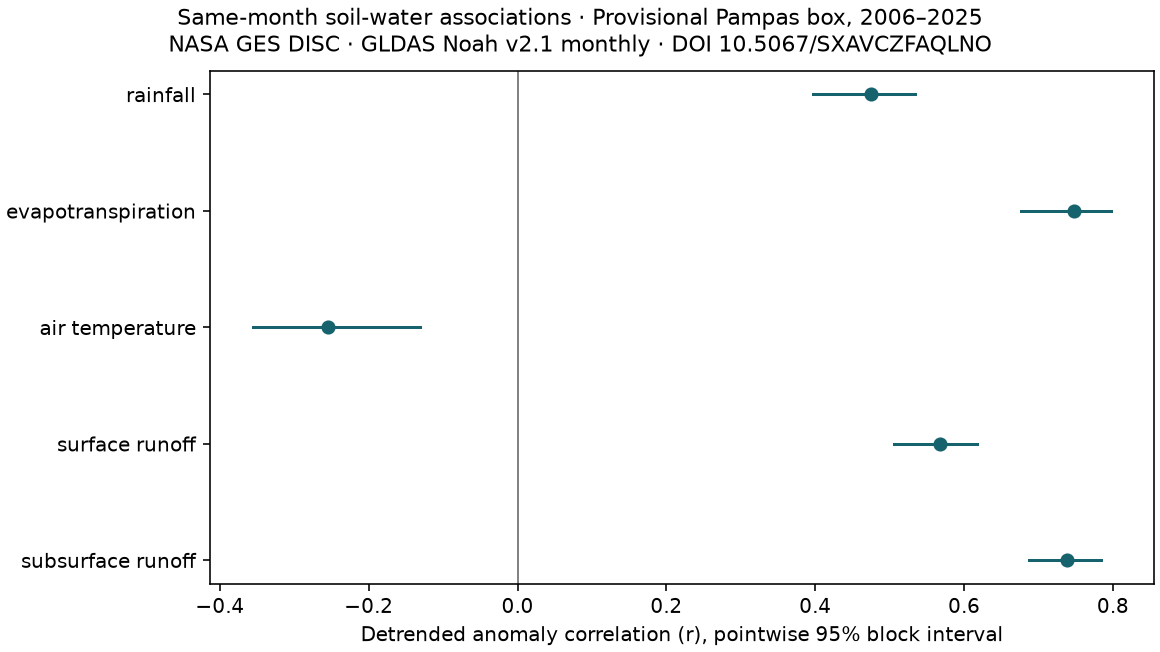 Same-month soil-water associations · Provisional Pampas box, 2006–2025
NASA GES DISC · GLDAS Noah v2.1 monthly · DOI 10.5067/SXAVCZFAQLNO
rainfall
evapotranspiration
air temperature
surface runoff
subsurface runoff
−0.4 −0.2 0.0 0.2 0.4 0.6 0.8
Detrended anomaly correlation (r), pointwise 95% block interval